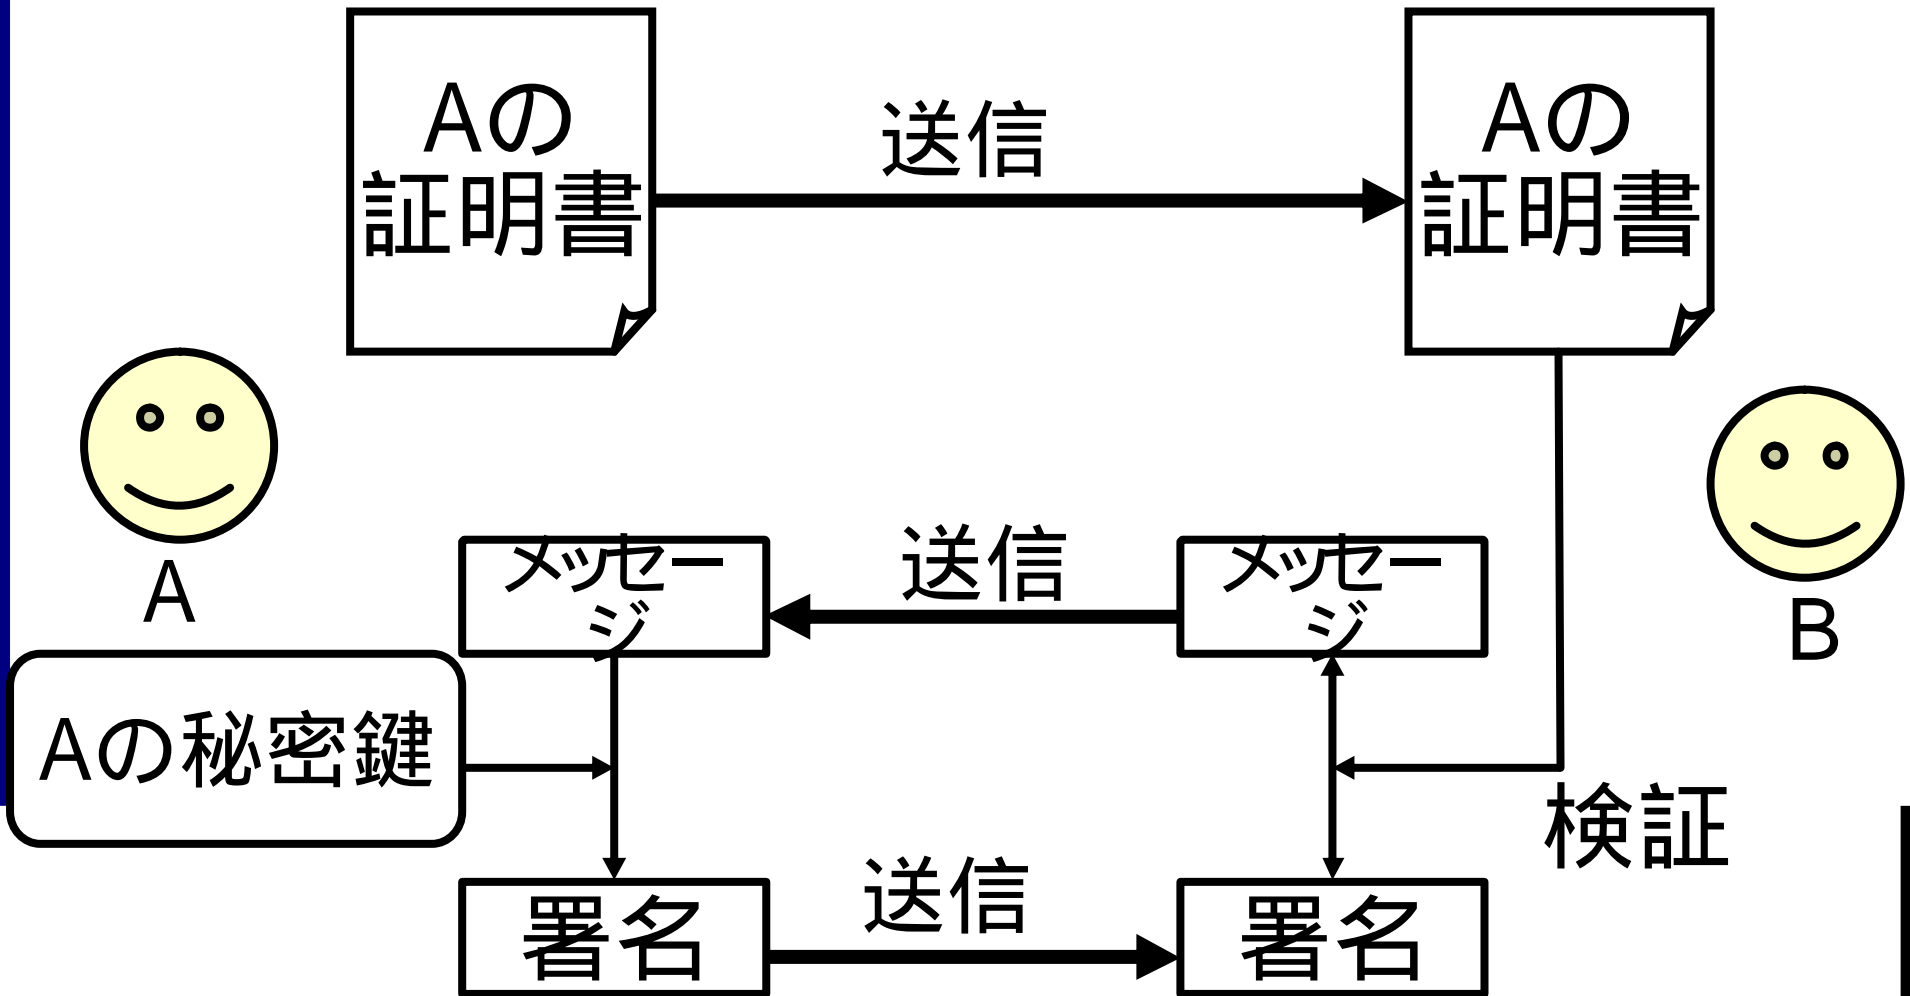 Aの
証明書
送信
Aの
証明書
A
メッセー
ジ
送信
メッセー
ジ
B
Aの秘密鍵
検証
署名
送信
署名